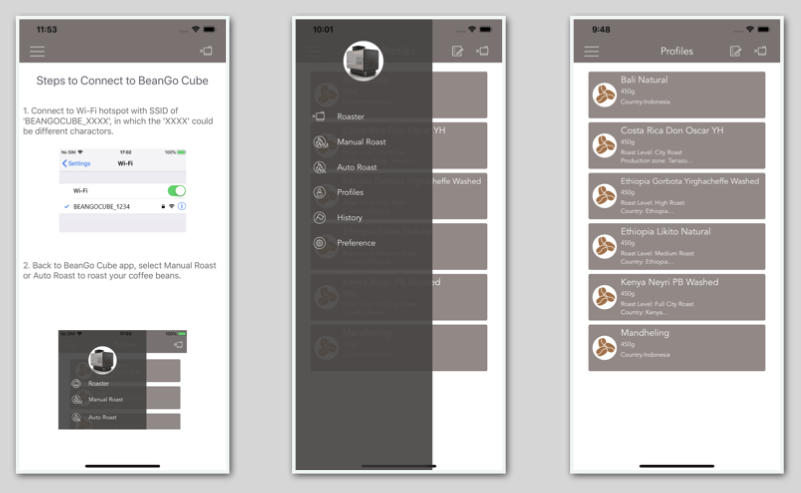 11:53
Steps to Connect to BeanGo Cube
1. Connect to Wi-Fi hotspot with SSID of
'BEANGOCUBE_XXXX', in which the 'XXXX' could
be different charactors.
No SIM 17:02 100%
Settings Wi-Fi
Wi-Fi
BEANGOCUBE_1234
2. Back to BeanGo Cube app, select Manual Roast
or Auto Roast to roast your coffee beans.
100%
Roaster
Manual Roast
Auto Roast
10:01
Roaster
Manual Roast
Auto Roast
Profiles
History
Preference
YH
heffe Washed
ed
9:48
Profiles
Bali Natural
450g
Country:Indonesia
Costa Rica Don Oscar YH
450g
Roast Level: City Roast
Production zone: Tarrazu...
Ethiopia Gorbota Yirghacheffe Washed
450g
Roast Level: High Roast
Country: Ethiopia...
Ethiopia Likito Natural
450g
Roast Level: Medium Roast
Country: Ethiopia...
Kenya Neyri PB Washed
450g
Roast Level: Full City Roast
Country: Kenya...
Mandheling
450g
Country:Indonesia